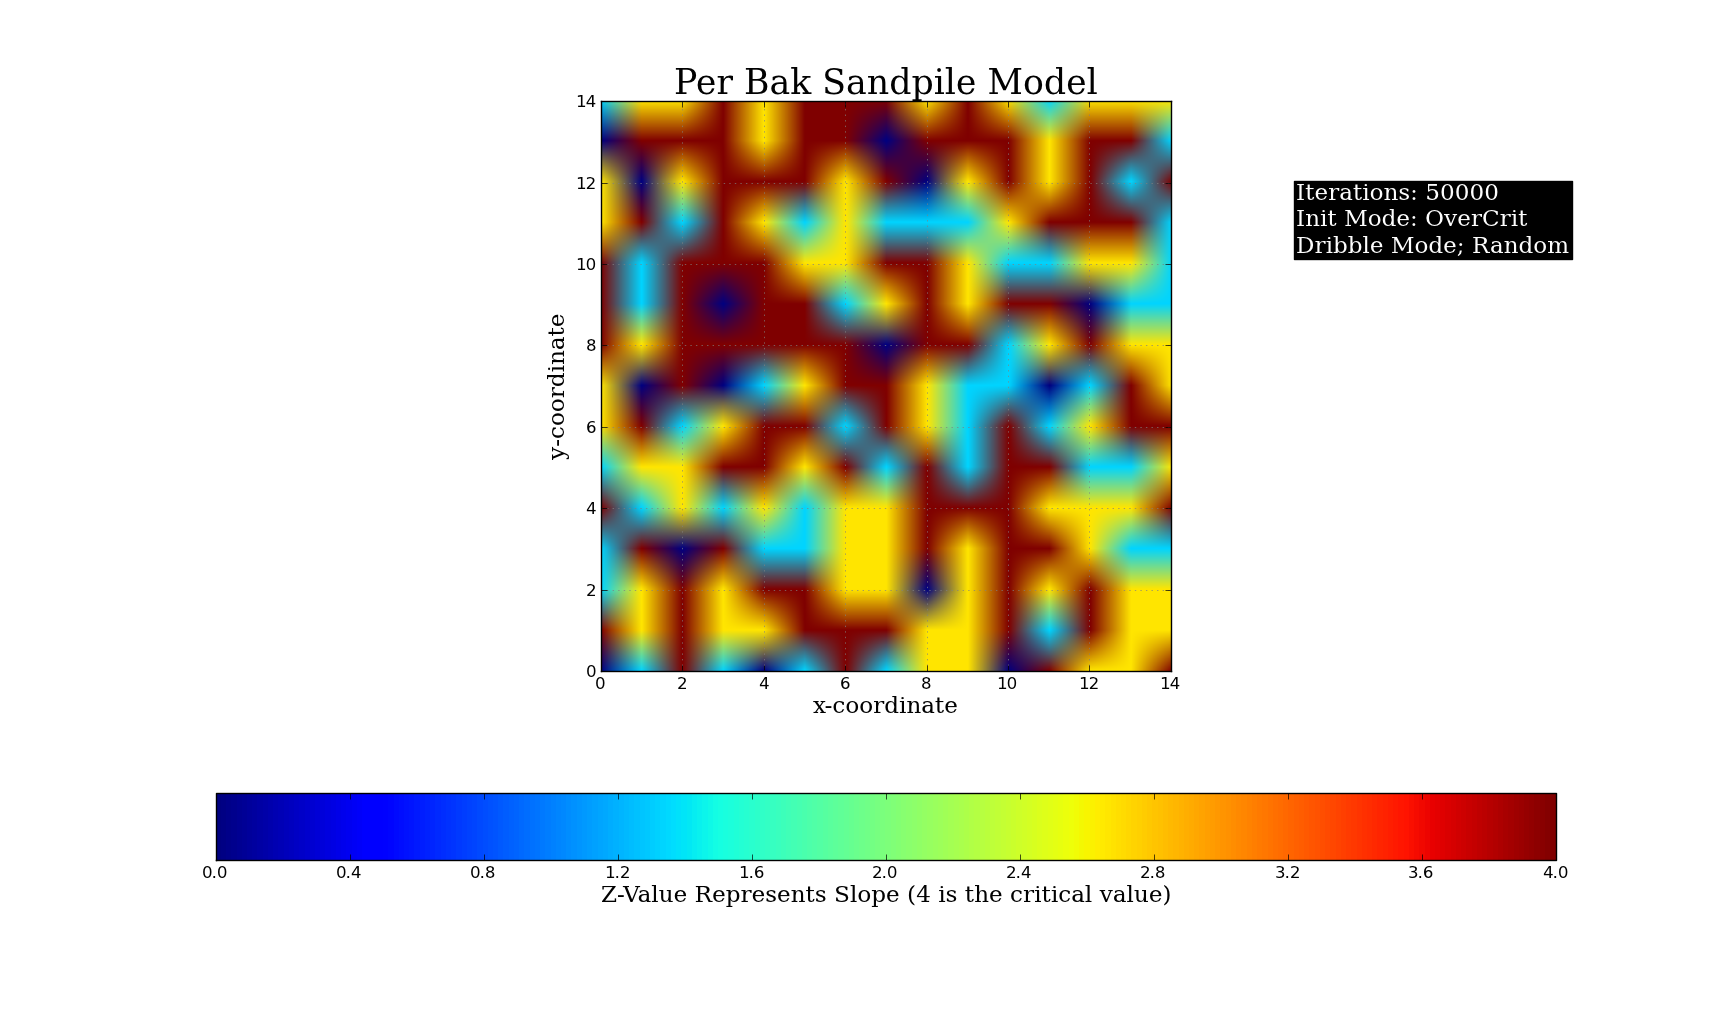 Per Bak Sandpile Model
14
12
10
8
6
4
2
0
y-coordinate
0 2 4 6 8 10 12 14
x-coordinate
Iterations: 50000
Init Mode: OverCrit
Dribble Mode; Random
0.0 0.4 0.8 1.2 1.6 2.0 2.4 2.8 3.2 3.6 4.0
Z-Value Represents Slope (4 is the critical value)